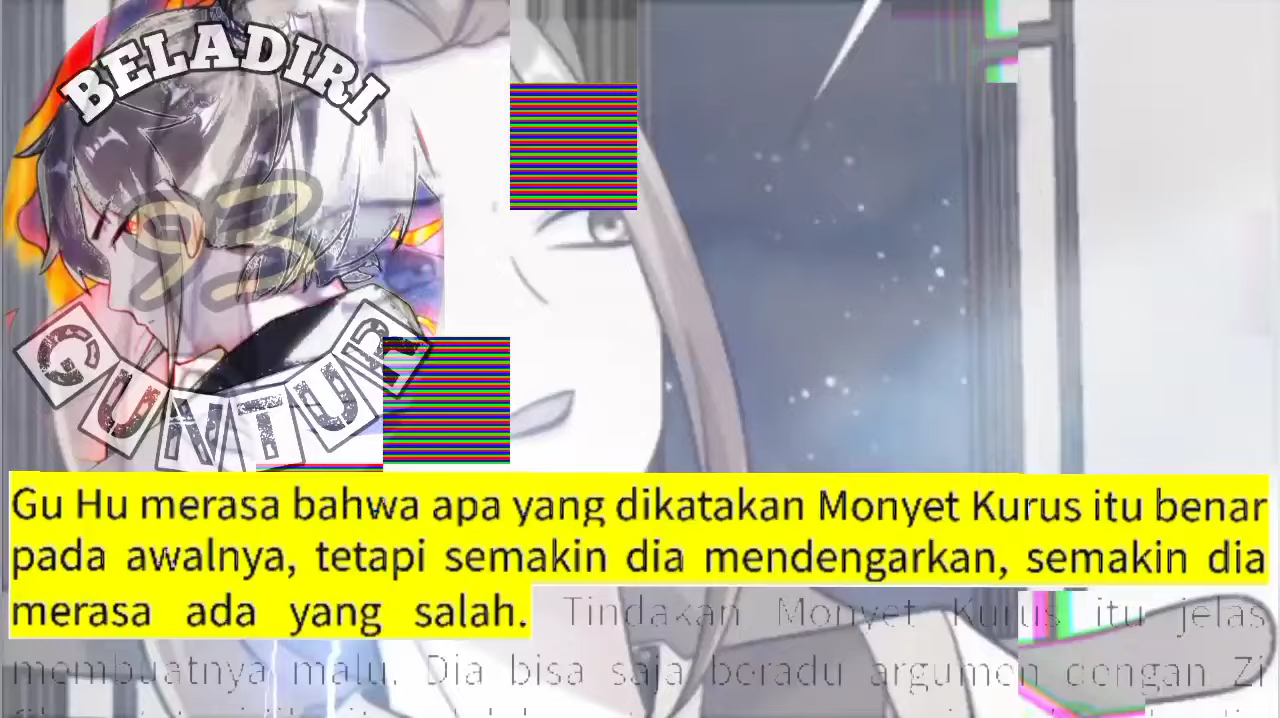 BELADIRI
93
GUNTUR
Gu Hu merasa bahwa apa yang dikatakan Monyet Kurus itu benar
pada awalnya, tetapi semakin dia mendengarkan, semakin dia
merasa ada yang salah. Tindakan Monyet Kurus itu jelas
membuatnya malu. Dia bisa saja beradu argumen dengan Zi